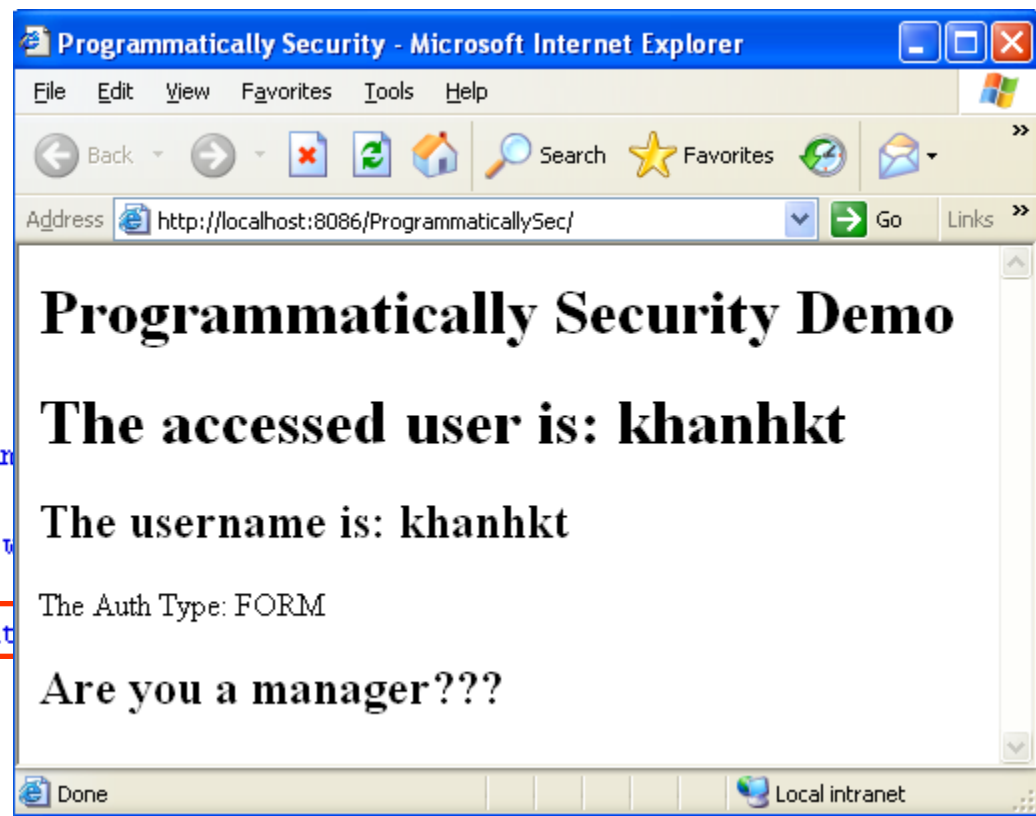 Programmatically Security - Microsoft Internet Explorer
File Edit View Favorites Tools Help
Back Search Favorites »
Address http://localhost:8086/ProgrammaticallySec/ Go Links »
Programmatically Security Demo
The accessed user is: khanhkt
The username is: khanhkt
The Auth Type: FORM
Are you a manager???
Done Local intranet